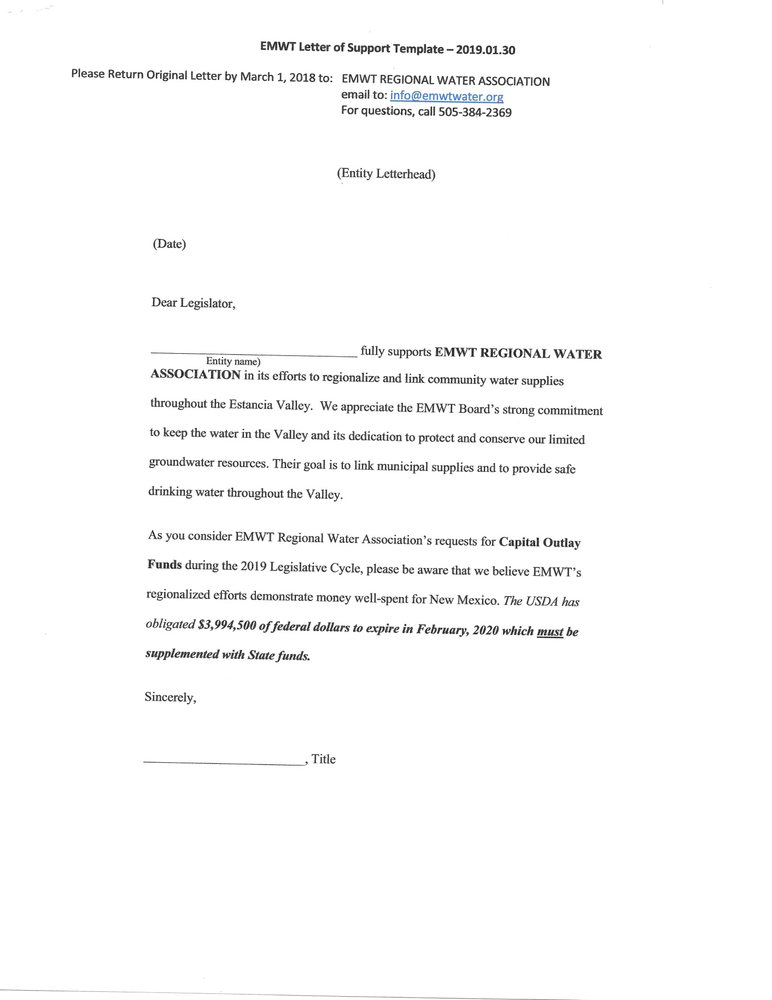 EMWT Letter of Support Template – 2019.01.30
Please Return Original Letter by March 1, 2018 to: EMWT REGIONAL WATER ASSOCIATION
email to: info@emwtwater.org
For questions, call 505-384-2369
(Entity Letterhead)
(Date)
Dear Legislator,
______________________________ fully supports EMWT REGIONAL WATER
Entity name)
ASSOCIATION in its efforts to regionalize and link community water supplies
throughout the Estancia Valley. We appreciate the EMWT Board’s strong commitment
to keep the water in the Valley and its dedication to protect and conserve our limited
groundwater resources. Their goal is to link municipal supplies and to provide safe
drinking water throughout the Valley.
As you consider EMWT Regional Water Association’s requests for Capital Outlay
Funds during the 2019 Legislative Cycle, please be aware that we believe EMWT’s
regionalized efforts demonstrate money well-spent for New Mexico. The USDA has
obligated $3,994,500 of federal dollars to expire in February, 2020 which must be
supplemented with State funds.
Sincerely,
________________________, Title